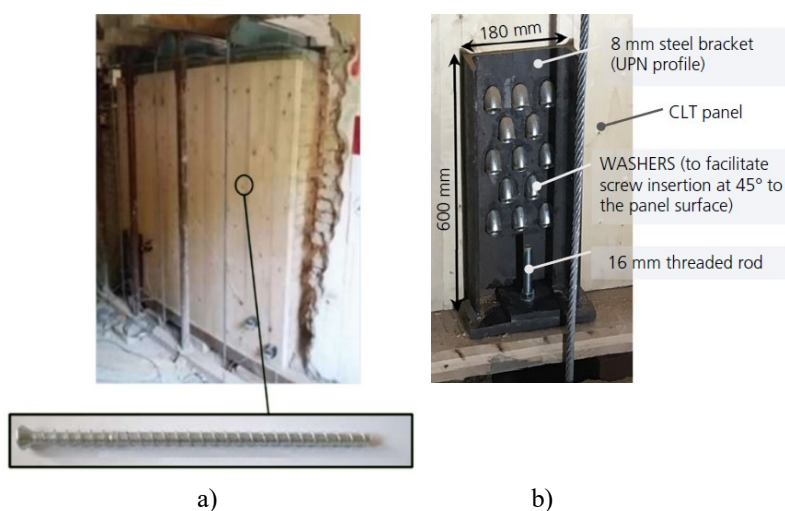 180 mm
8 mm steel bracket
(UPN profile)
CLT panel
600 mm
WASHERS (to facilitate
screw insertion at 45° to
the panel surface)
16 mm threaded rod
a)
b)